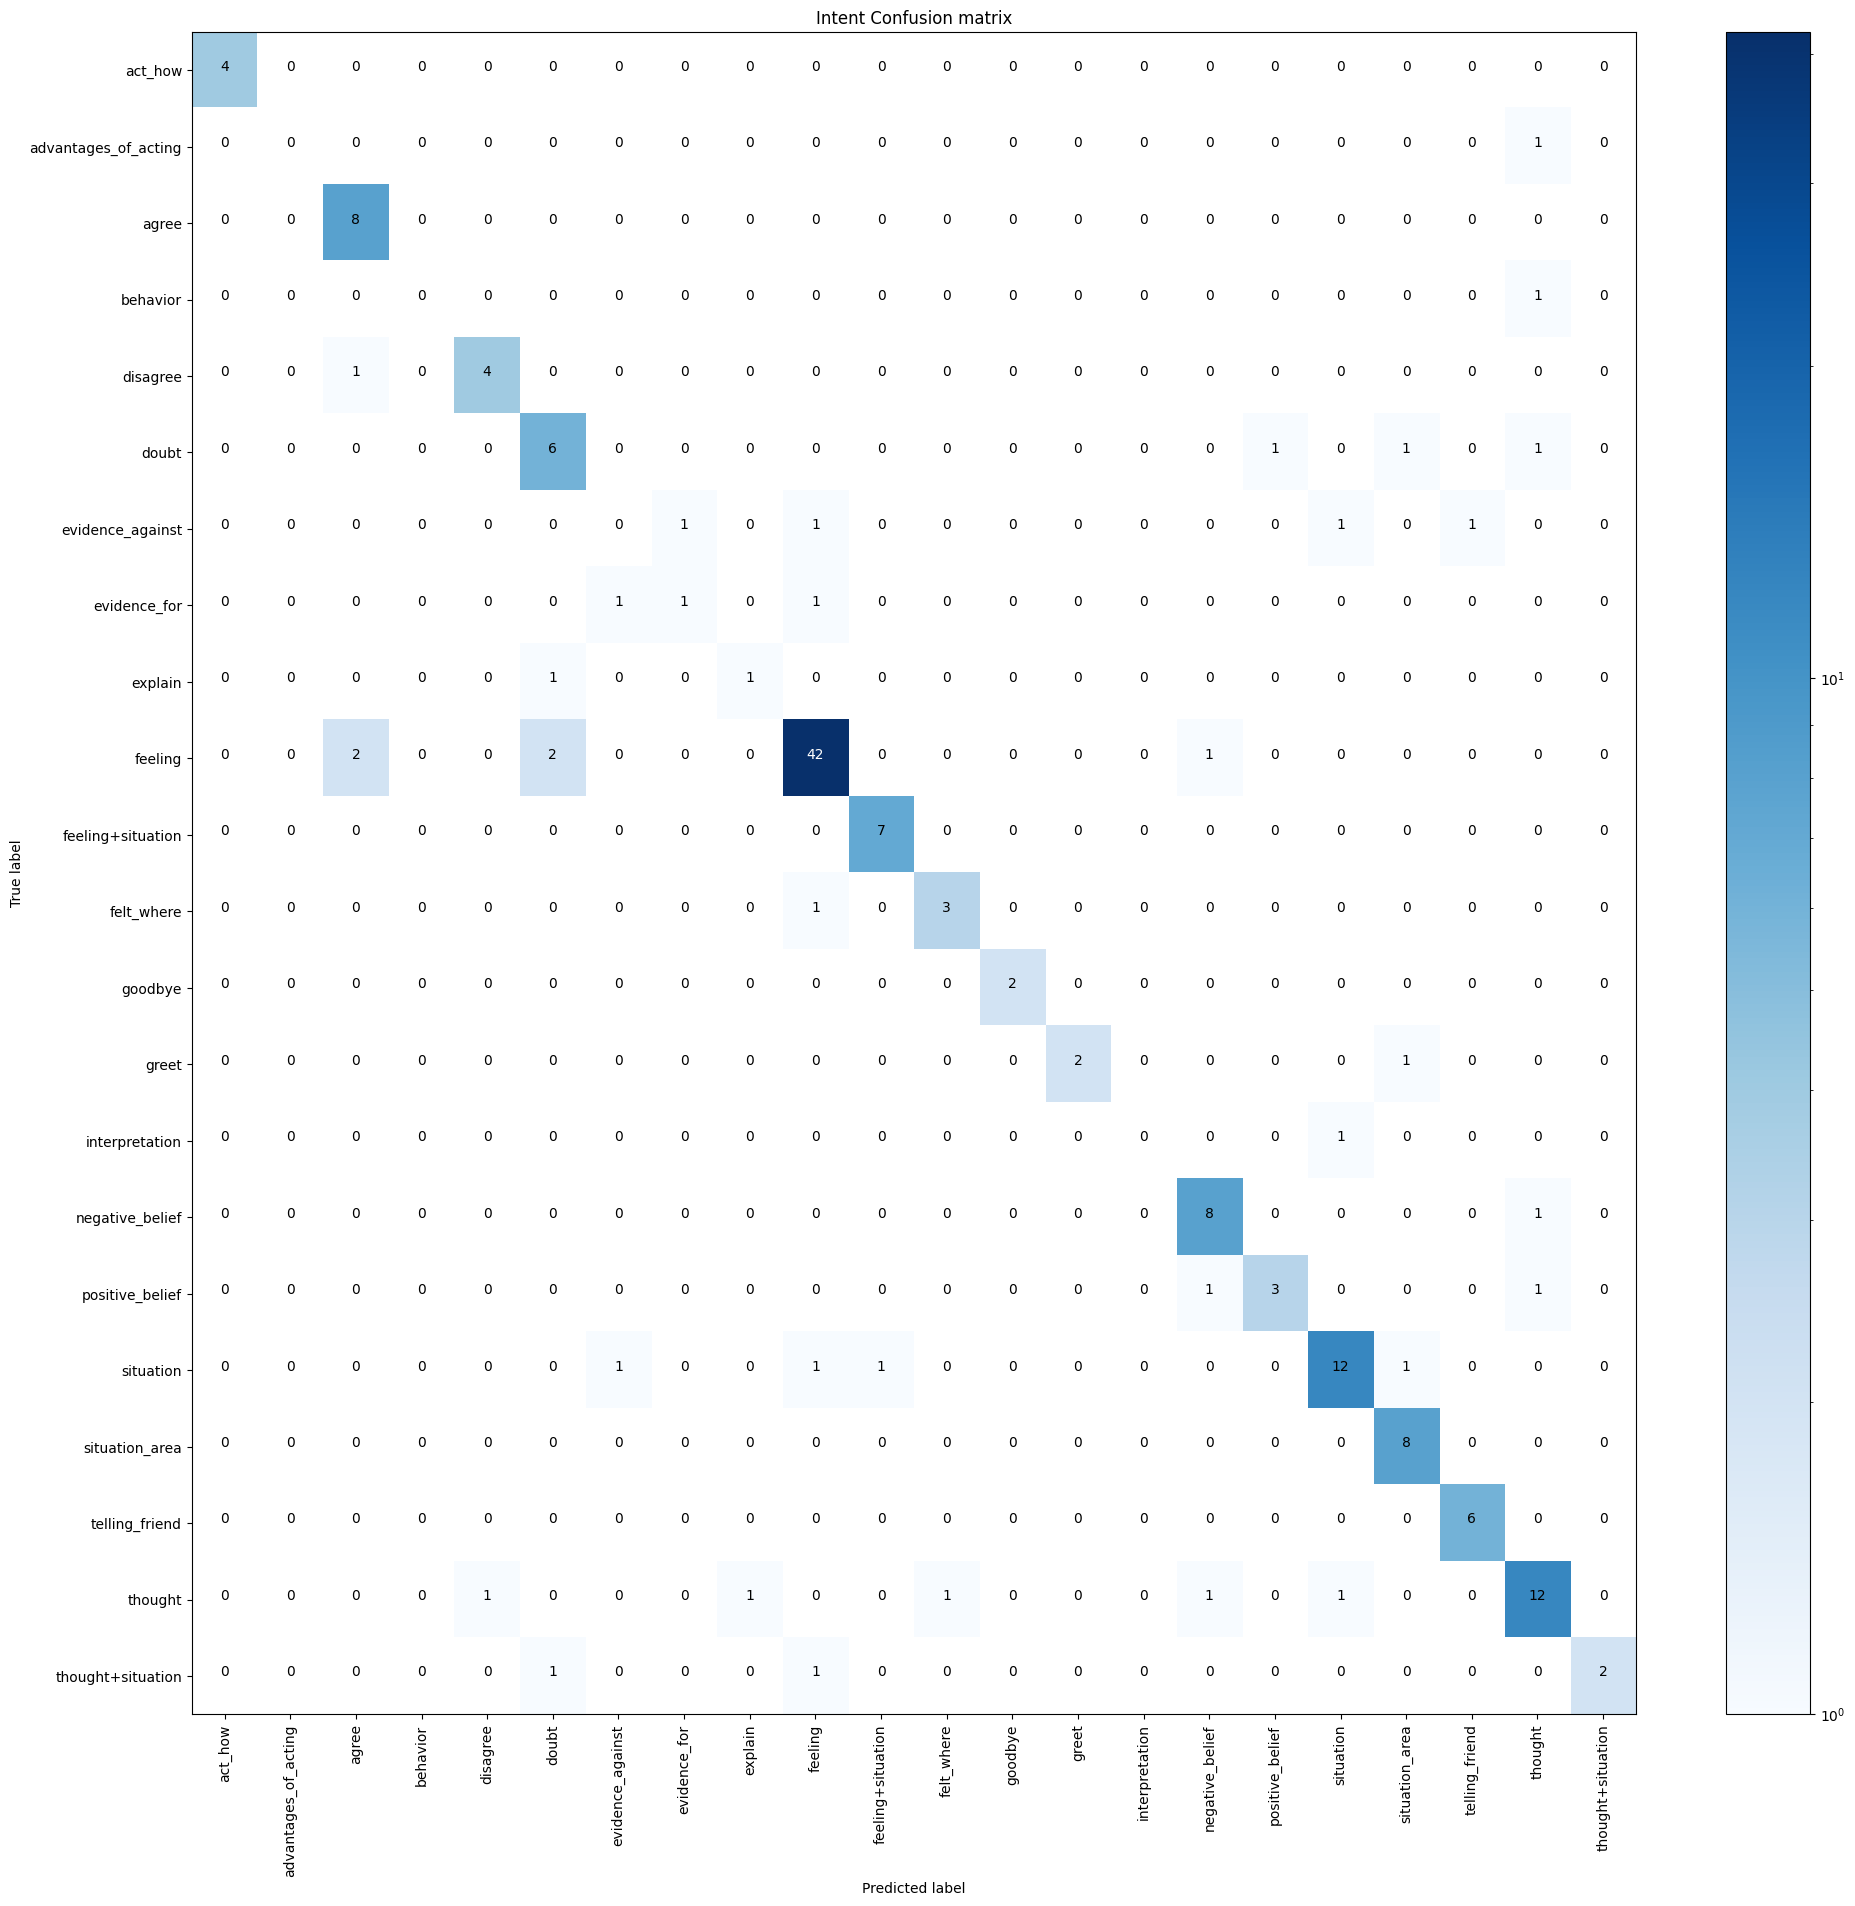 Intent Confusion matrix
act_how 4 0 0 0 0 0 0 0 0 0 0 0 0 0 0 0 0 0 0 0 0 0
advantages_of_acting 0 0 0 0 0 0 0 0 0 0 0 0 0 0 0 0 0 0 0 0 1 0
agree 0 0 8 0 0 0 0 0 0 0 0 0 0 0 0 0 0 0 0 0 0 0
behavior 0 0 0 0 0 0 0 0 0 0 0 0 0 0 0 0 0 0 0 0 1 0
disagree 0 0 1 0 4 0 0 0 0 0 0 0 0 0 0 0 0 0 0 0 0 0
doubt 0 0 0 0 0 6 0 0 0 0 0 0 0 0 0 0 1 0 1 0 1 0
evidence_against 0 0 0 0 0 0 0 1 0 1 0 0 0 0 0 0 0 1 0 1 0 0
evidence_for 0 0 0 0 0 0 1 1 0 1 0 0 0 0 0 0 0 0 0 0 0 0
explain 0 0 0 0 0 1 0 0 1 0 0 0 0 0 0 0 0 0 0 0 0 0
feeling 0 0 2 0 0 2 0 0 0 42 0 0 0 0 0 1 0 0 0 0 0 0
feeling+situation 0 0 0 0 0 0 0 0 0 0 7 0 0 0 0 0 0 0 0 0 0 0
felt_where 0 0 0 0 0 0 0 0 0 1 0 3 0 0 0 0 0 0 0 0 0 0
goodbye 0 0 0 0 0 0 0 0 0 0 0 0 2 0 0 0 0 0 0 0 0 0
greet 0 0 0 0 0 0 0 0 0 0 0 0 0 2 0 0 0 0 1 0 0 0
interpretation 0 0 0 0 0 0 0 0 0 0 0 0 0 0 0 0 0 1 0 0 0 0
negative_belief 0 0 0 0 0 0 0 0 0 0 0 0 0 0 0 8 0 0 0 0 1 0
positive_belief 0 0 0 0 0 0 0 0 0 0 0 0 0 0 0 1 3 0 0 0 1 0
situation 0 0 0 0 0 0 1 0 0 1 1 0 0 0 0 0 0 12 1 0 0 0
situation_area 0 0 0 0 0 0 0 0 0 0 0 0 0 0 0 0 0 0 8 0 0 0
telling_friend 0 0 0 0 0 0 0 0 0 0 0 0 0 0 0 0 0 0 0 6 0 0
thought 0 0 0 0 1 0 0 0 1 0 0 1 0 0 0 1 0 1 0 0 12 0
thought+situation 0 0 0 0 0 1 0 0 0 1 0 0 0 0 0 0 0 0 0 0 0 2
True label
act_how
advantages_of_acting
agree
behavior
disagree
doubt
evidence_against
evidence_for
explain
feeling
feeling+situation
felt_where
goodbye
greet
interpretation
negative_belief
positive_belief
situation
situation_area
telling_friend
thought
thought+situation
Predicted label
10¹
10⁰